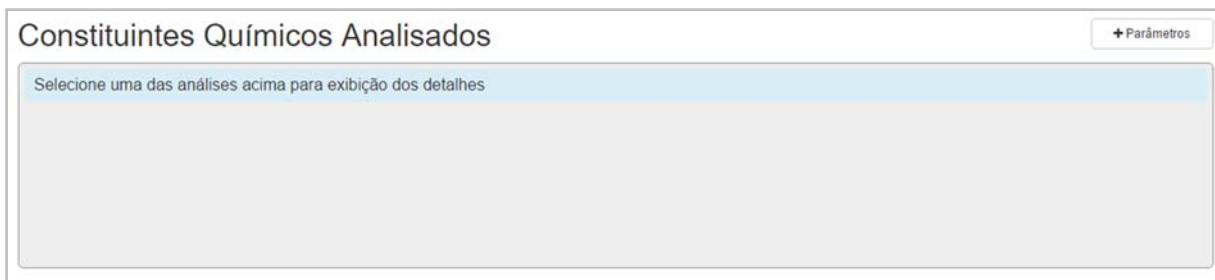 Constituintes Químicos Analisados
+ Parâmetros
Selecione uma das análises acima para exibição dos detalhes